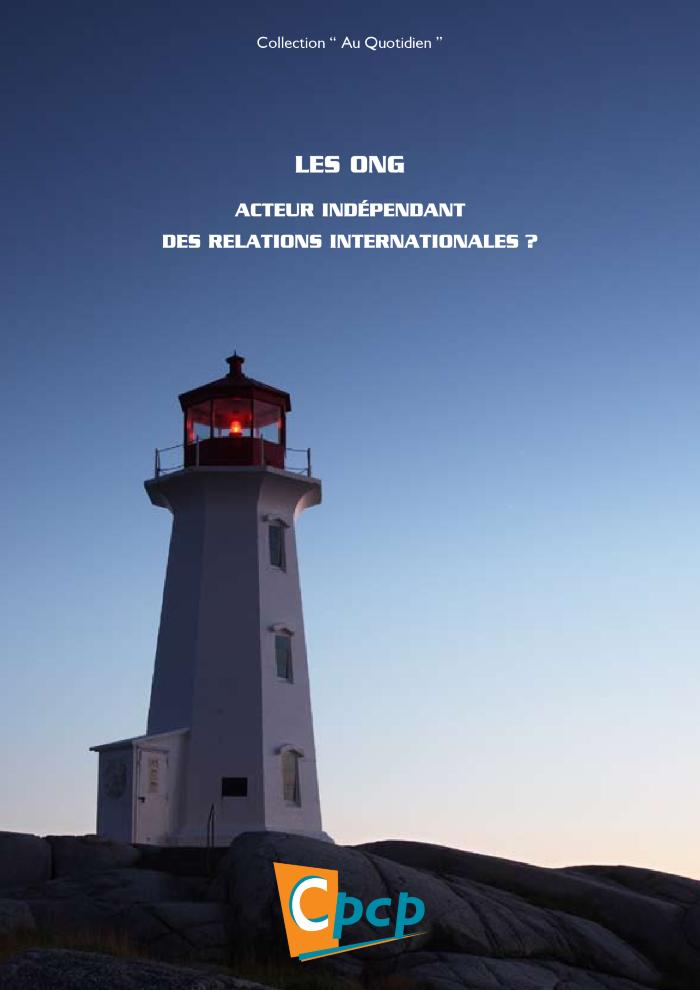 Collection “ Au Quotidien ”
LES ONG
ACTEUR INDÉPENDANT
DES RELATIONS INTERNATIONALES ?
Cpcp